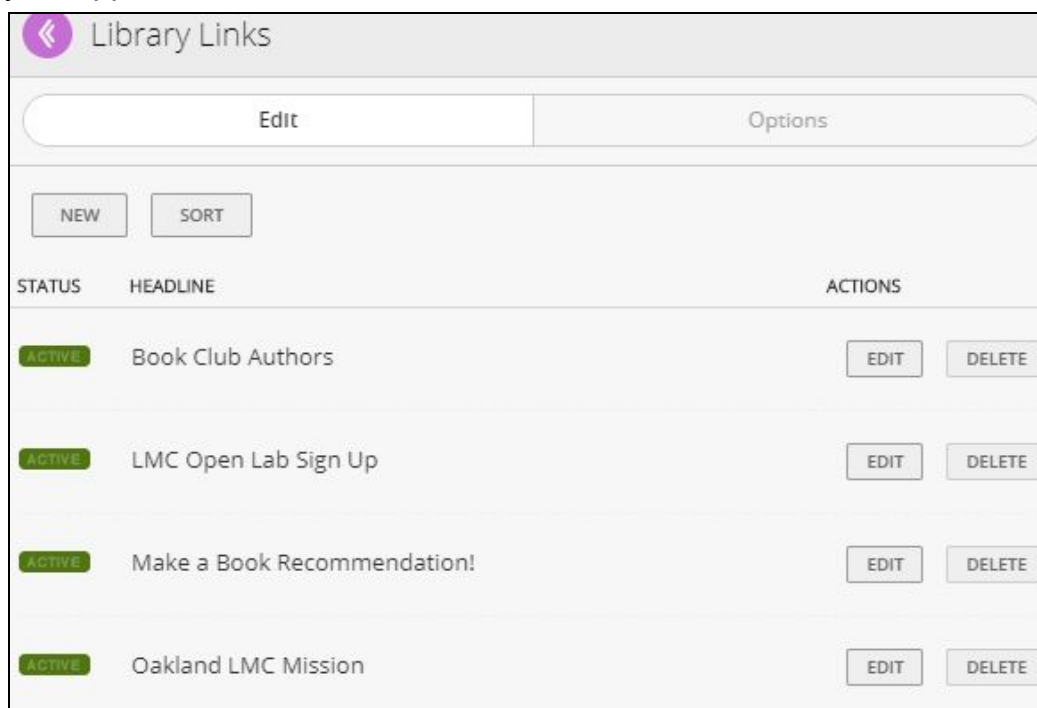 Library Links
Edit Options
NEW SORT
STATUS HEADLINE ACTIONS
ACTIVE Book Club Authors EDIT DELETE
ACTIVE LMC Open Lab Sign Up EDIT DELETE
ACTIVE Make a Book Recommendation! EDIT DELETE
ACTIVE Oakland LMC Mission EDIT DELETE